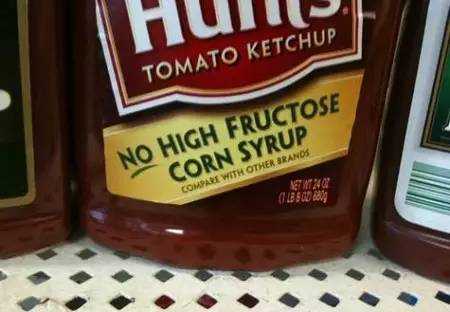 Hunt's
TOMATO KETCHUP
NO HIGH FRUCTOSE
CORN SYRUP
COMPARE WITH OTHER BRANDS
NET WT 24 OZ
(1 LB 8 OZ) 680g